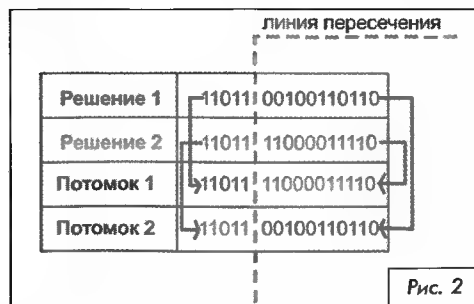 линия пересечения
Решение 1 11011 00100110110
Решение 2 11011 11000011110
Потомок 1 11011 11000011110
Потомок 2 11011 00100110110
Рис. 2